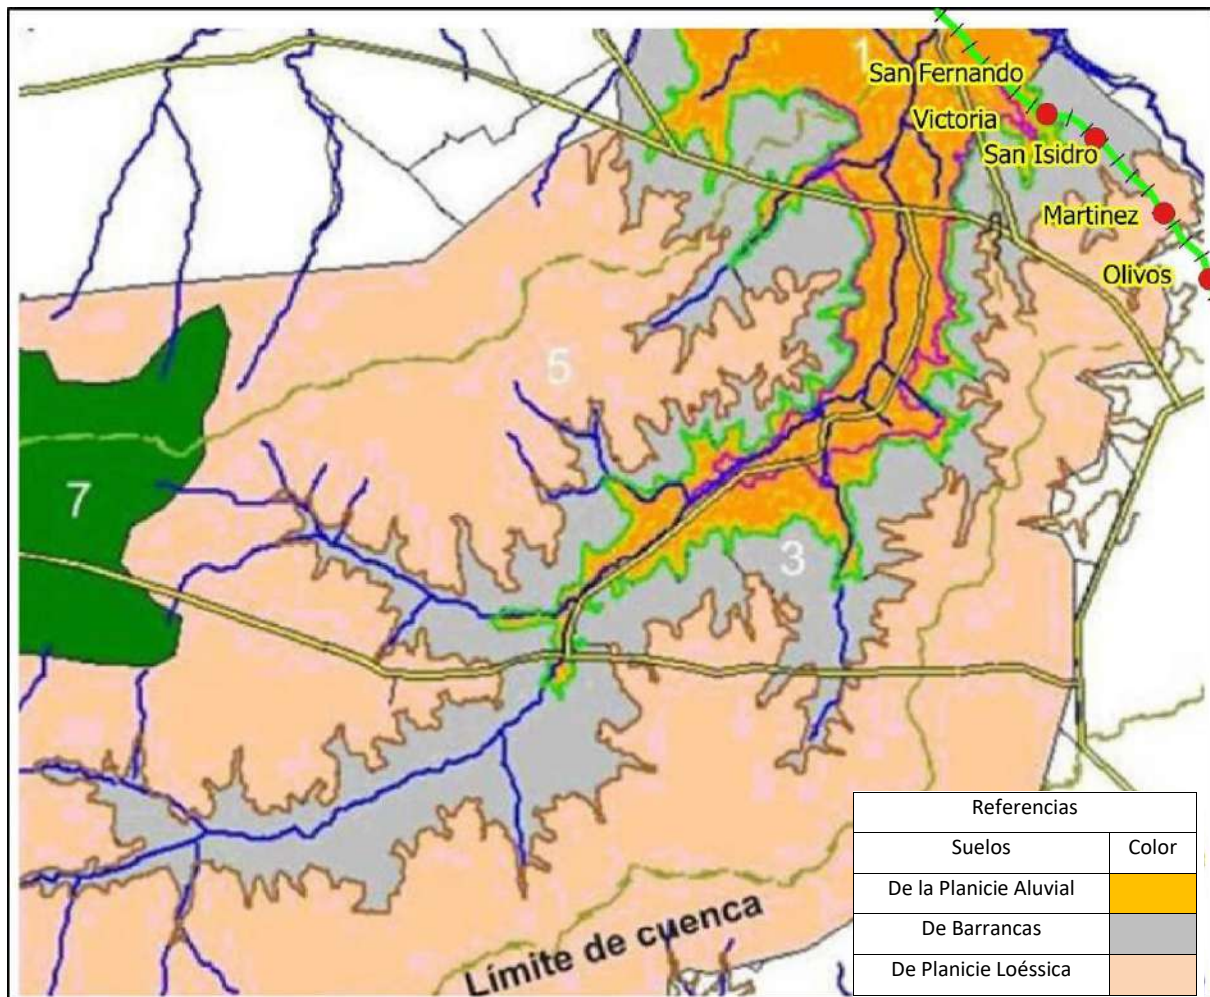 1
San Fernando
Victoria
San Isidro
Martinez
Olivos
5
7
3
Límite de cuenca
Referencias
Suelos Color
De la Planicie Aluvial
De Barrancas
De Planicie Loéssica